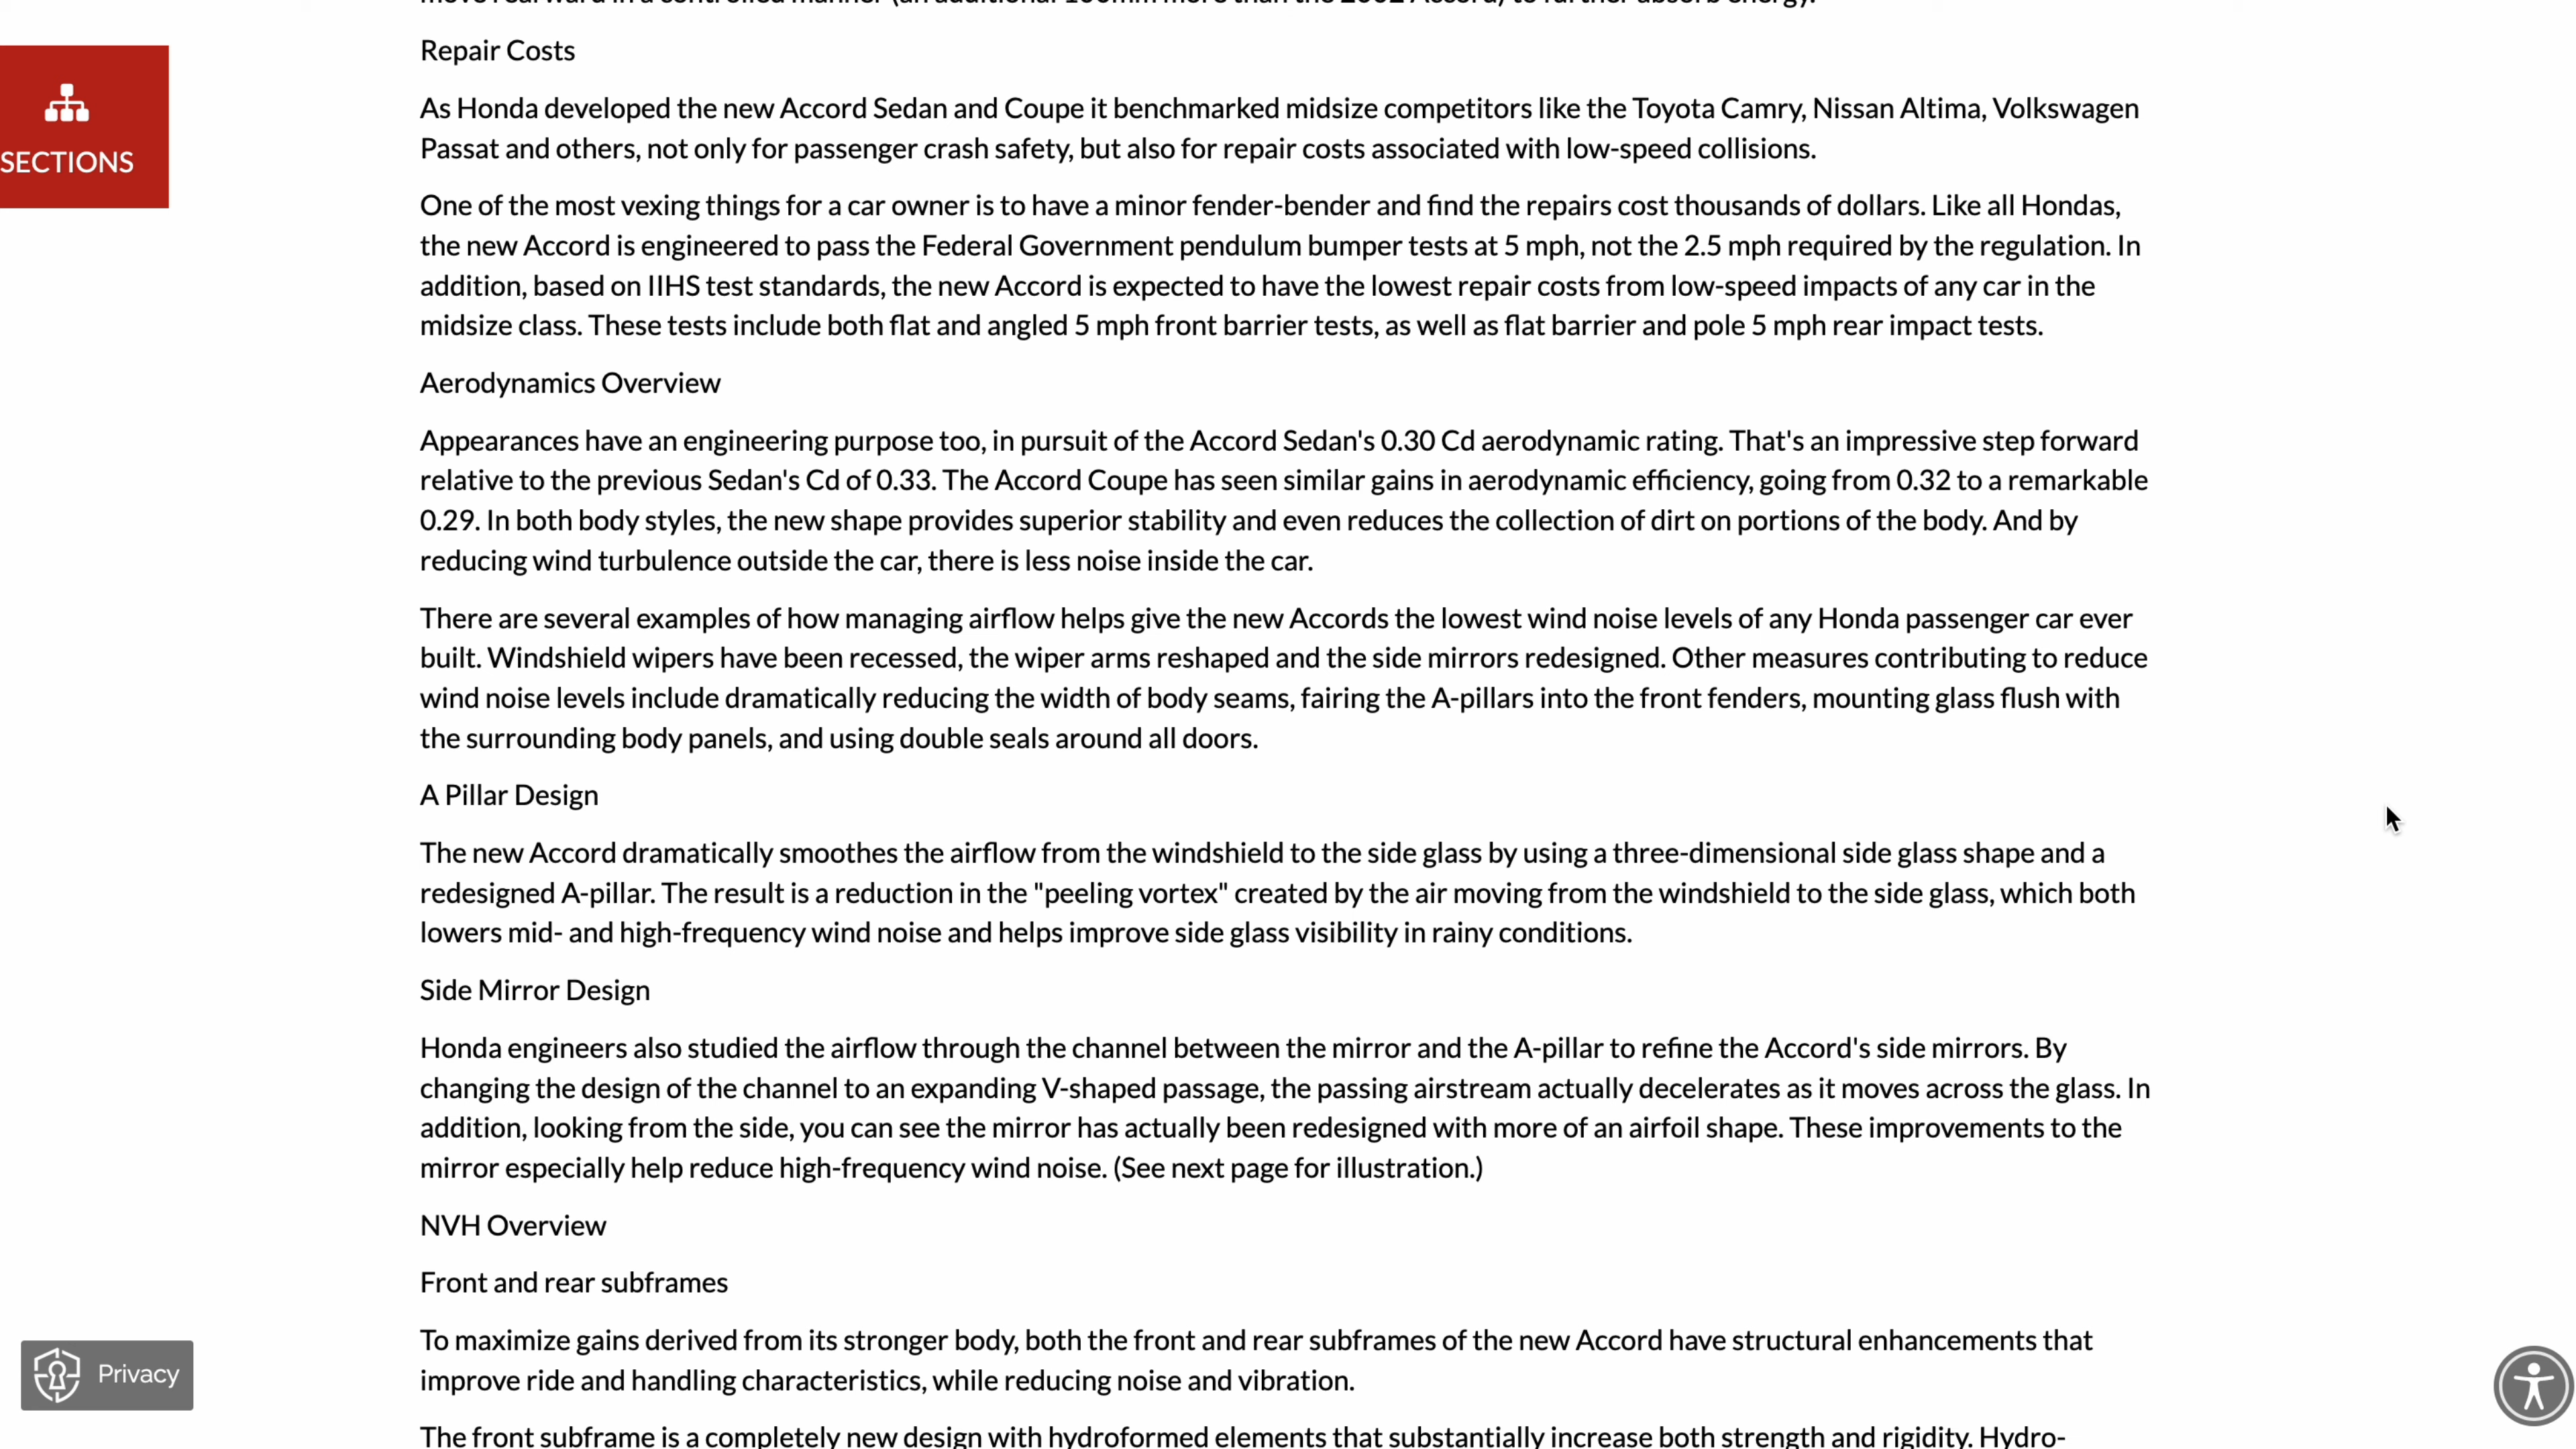 move rearward in a controlled manner (an additional 100mm more than the 2002 Accord) to further absorb energy.
Repair Costs
SECTIONS
As Honda developed the new Accord Sedan and Coupe it benchmarked midsize competitors like the Toyota Camry, Nissan Altima, Volkswagen
Passat and others, not only for passenger crash safety, but also for repair costs associated with low-speed collisions.
One of the most vexing things for a car owner is to have a minor fender-bender and find the repairs cost thousands of dollars. Like all Hondas,
the new Accord is engineered to pass the Federal Government pendulum bumper tests at 5 mph, not the 2.5 mph required by the regulation. In
addition, based on IIHS test standards, the new Accord is expected to have the lowest repair costs from low-speed impacts of any car in the
midsize class. These tests include both flat and angled 5 mph front barrier tests, as well as flat barrier and pole 5 mph rear impact tests.
Aerodynamics Overview
Appearances have an engineering purpose too, in pursuit of the Accord Sedan's 0.30 Cd aerodynamic rating. That's an impressive step forward
relative to the previous Sedan's Cd of 0.33. The Accord Coupe has seen similar gains in aerodynamic efficiency, going from 0.32 to a remarkable
0.29. In both body styles, the new shape provides superior stability and even reduces the collection of dirt on portions of the body. And by
reducing wind turbulence outside the car, there is less noise inside the car.
There are several examples of how managing airflow helps give the new Accords the lowest wind noise levels of any Honda passenger car ever
built. Windshield wipers have been recessed, the wiper arms reshaped and the side mirrors redesigned. Other measures contributing to reduce
wind noise levels include dramatically reducing the width of body seams, fairing the A-pillars into the front fenders, mounting glass flush with
the surrounding body panels, and using double seals around all doors.
A Pillar Design
The new Accord dramatically smoothes the airflow from the windshield to the side glass by using a three-dimensional side glass shape and a
redesigned A-pillar. The result is a reduction in the "peeling vortex" created by the air moving from the windshield to the side glass, which both
lowers mid- and high-frequency wind noise and helps improve side glass visibility in rainy conditions.
Side Mirror Design
Honda engineers also studied the airflow through the channel between the mirror and the A-pillar to refine the Accord's side mirrors. By
changing the design of the channel to an expanding V-shaped passage, the passing airstream actually decelerates as it moves across the glass. In
addition, looking from the side, you can see the mirror has actually been redesigned with more of an airfoil shape. These improvements to the
mirror especially help reduce high-frequency wind noise. (See next page for illustration.)
NVH Overview
Front and rear subframes
To maximize gains derived from its stronger body, both the front and rear subframes of the new Accord have structural enhancements that
improve ride and handling characteristics, while reducing noise and vibration.
Privacy
The front subframe is a completely new design with hydroformed elements that substantially increase both strength and rigidity. Hydro-